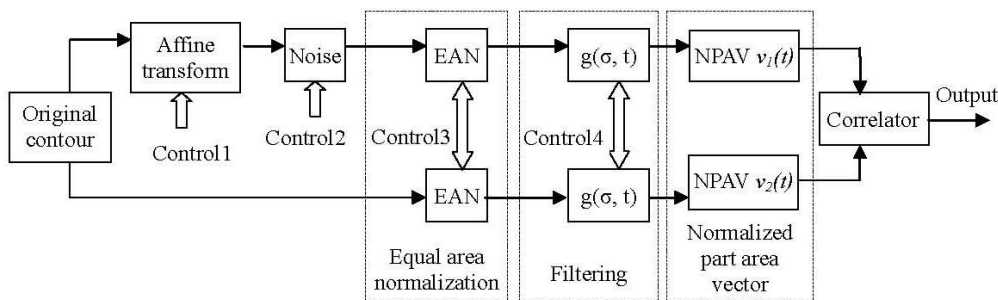 Affine
transform
Noise
EAN
g(σ, t)
NPAV v₁(t)
Output
Original
contour
Control1
Control2
Control3
Control4
Correlator
EAN
g(σ, t)
NPAV v₂(t)
Equal area
normalization
Filtering
Normalized
part area
vector